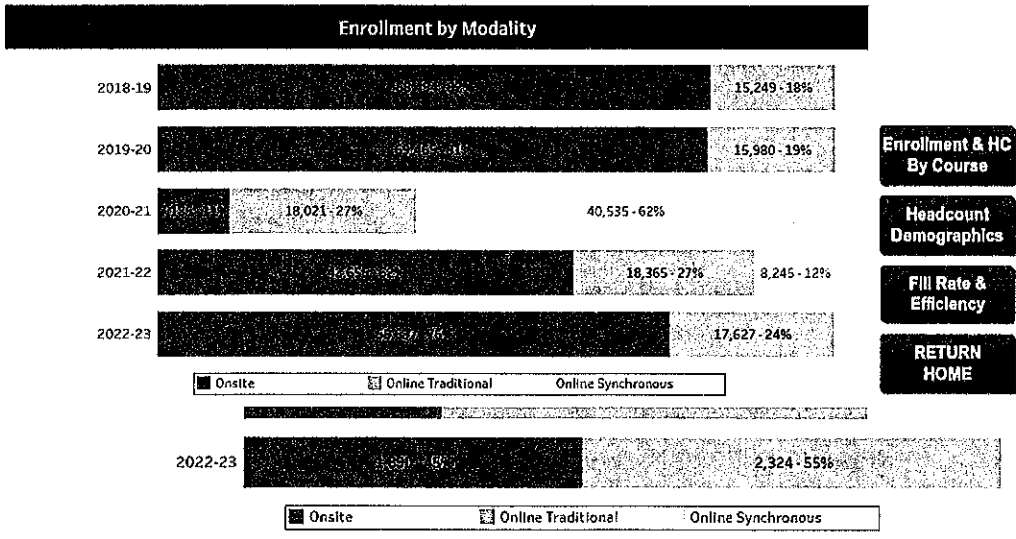 Enrollment by Modality
2018-19
15,249 - 18%
2019-20
15,980 - 19%
2020-21
18,021 - 27%
40,535 - 62%
2021-22
18,365 - 27%
8,245 - 12%
2022-23
17,627 - 24%
Onsite
Online Traditional
Online Synchronous
Enrollment & HC
By Course
Headcount
Demographics
Fill Rate &
Efficiency
RETURN
HOME
2022-23
2,324 - 55%
Onsite
Online Traditional
Online Synchronous